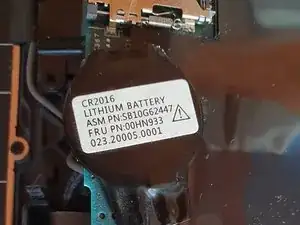 CR2016
LITHIUM BATTERY
ASM PN:SB10G62447
FRU PN:00HN933
023.20005.0001